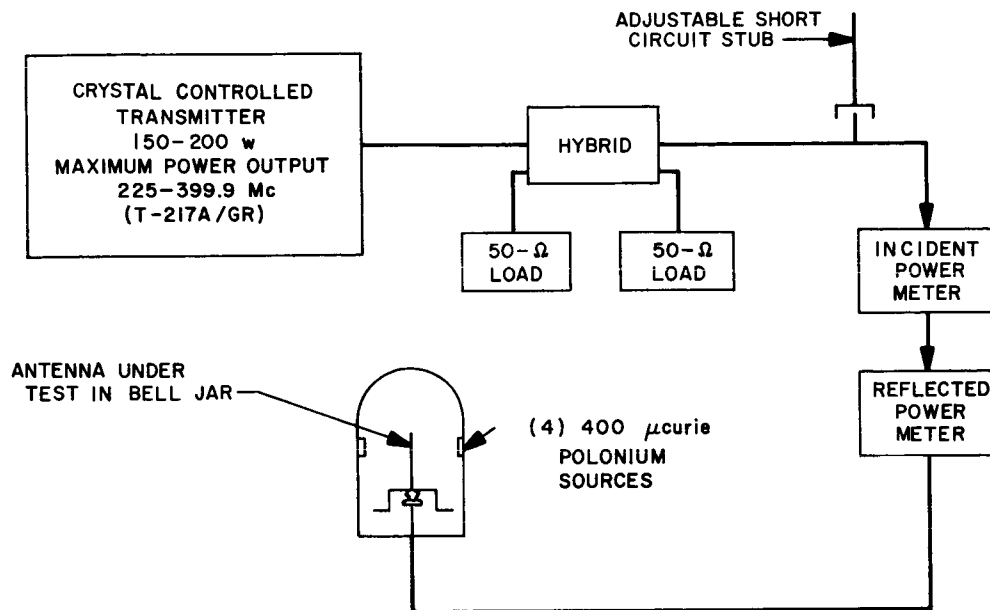 ADJUSTABLE SHORT
CIRCUIT STUB
CRYSTAL CONTROLLED
TRANSMITTER
150-200 w
MAXIMUM POWER OUTPUT
225-399.9 Mc
(T-217A/GR)
HYBRID
50-Ω
LOAD
50-Ω
LOAD
INCIDENT
POWER
METER
REFLECTED
POWER
METER
ANTENNA UNDER
TEST IN BELL JAR
(4) 400 μcurie
POLONIUM
SOURCES